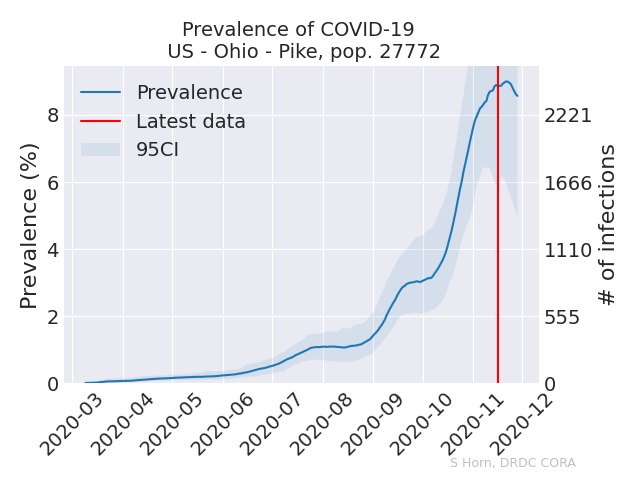 Prevalence of COVID-19
US - Ohio - Pike, pop. 27772
Prevalence
Latest data
95CI
Prevalence (%)
8
6
4
2
0
2221
1666
1110
555
0
# of infections
2020-03
2020-04
2020-05
2020-06
2020-07
2020-08
2020-09
2020-10
2020-11
2020-12
S Horn, DRDC CORA